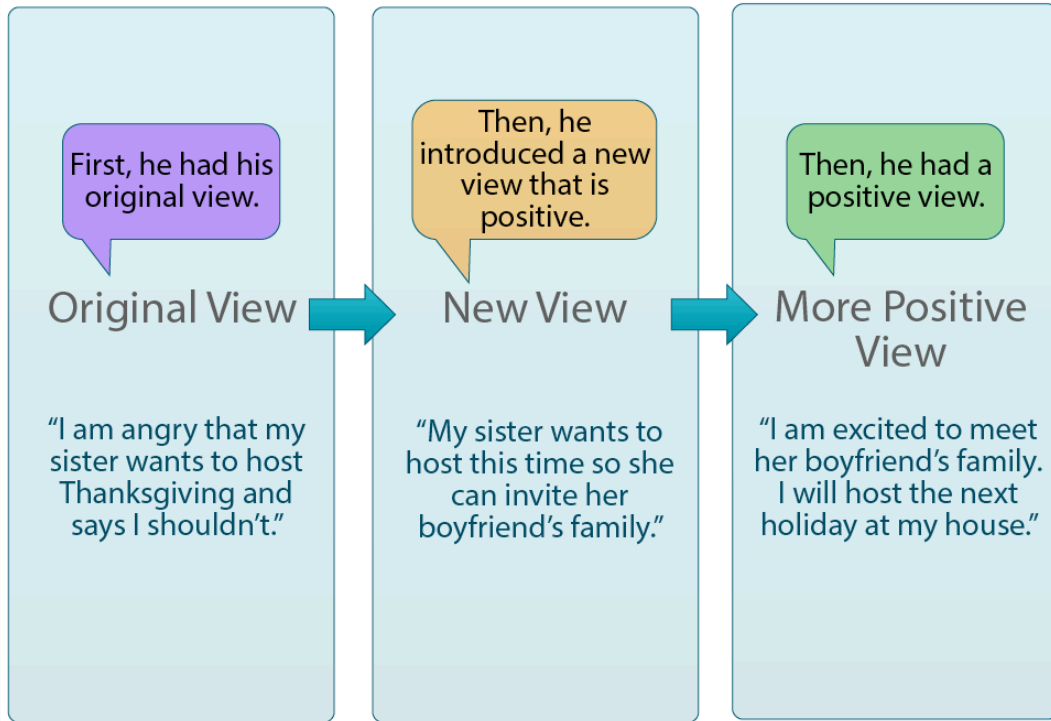 First, he had his
original view.
Original View
“I am angry that my
sister wants to host
Thanksgiving and
says I shouldn’t.”
Then, he
introduced a new
view that is
positive.
New View
“My sister wants to
host this time so she
can invite her
boyfriend’s family.”
Then, he had a
positive view.
More Positive
View
“I am excited to meet
her boyfriend’s family.
I will host the next
holiday at my house.”